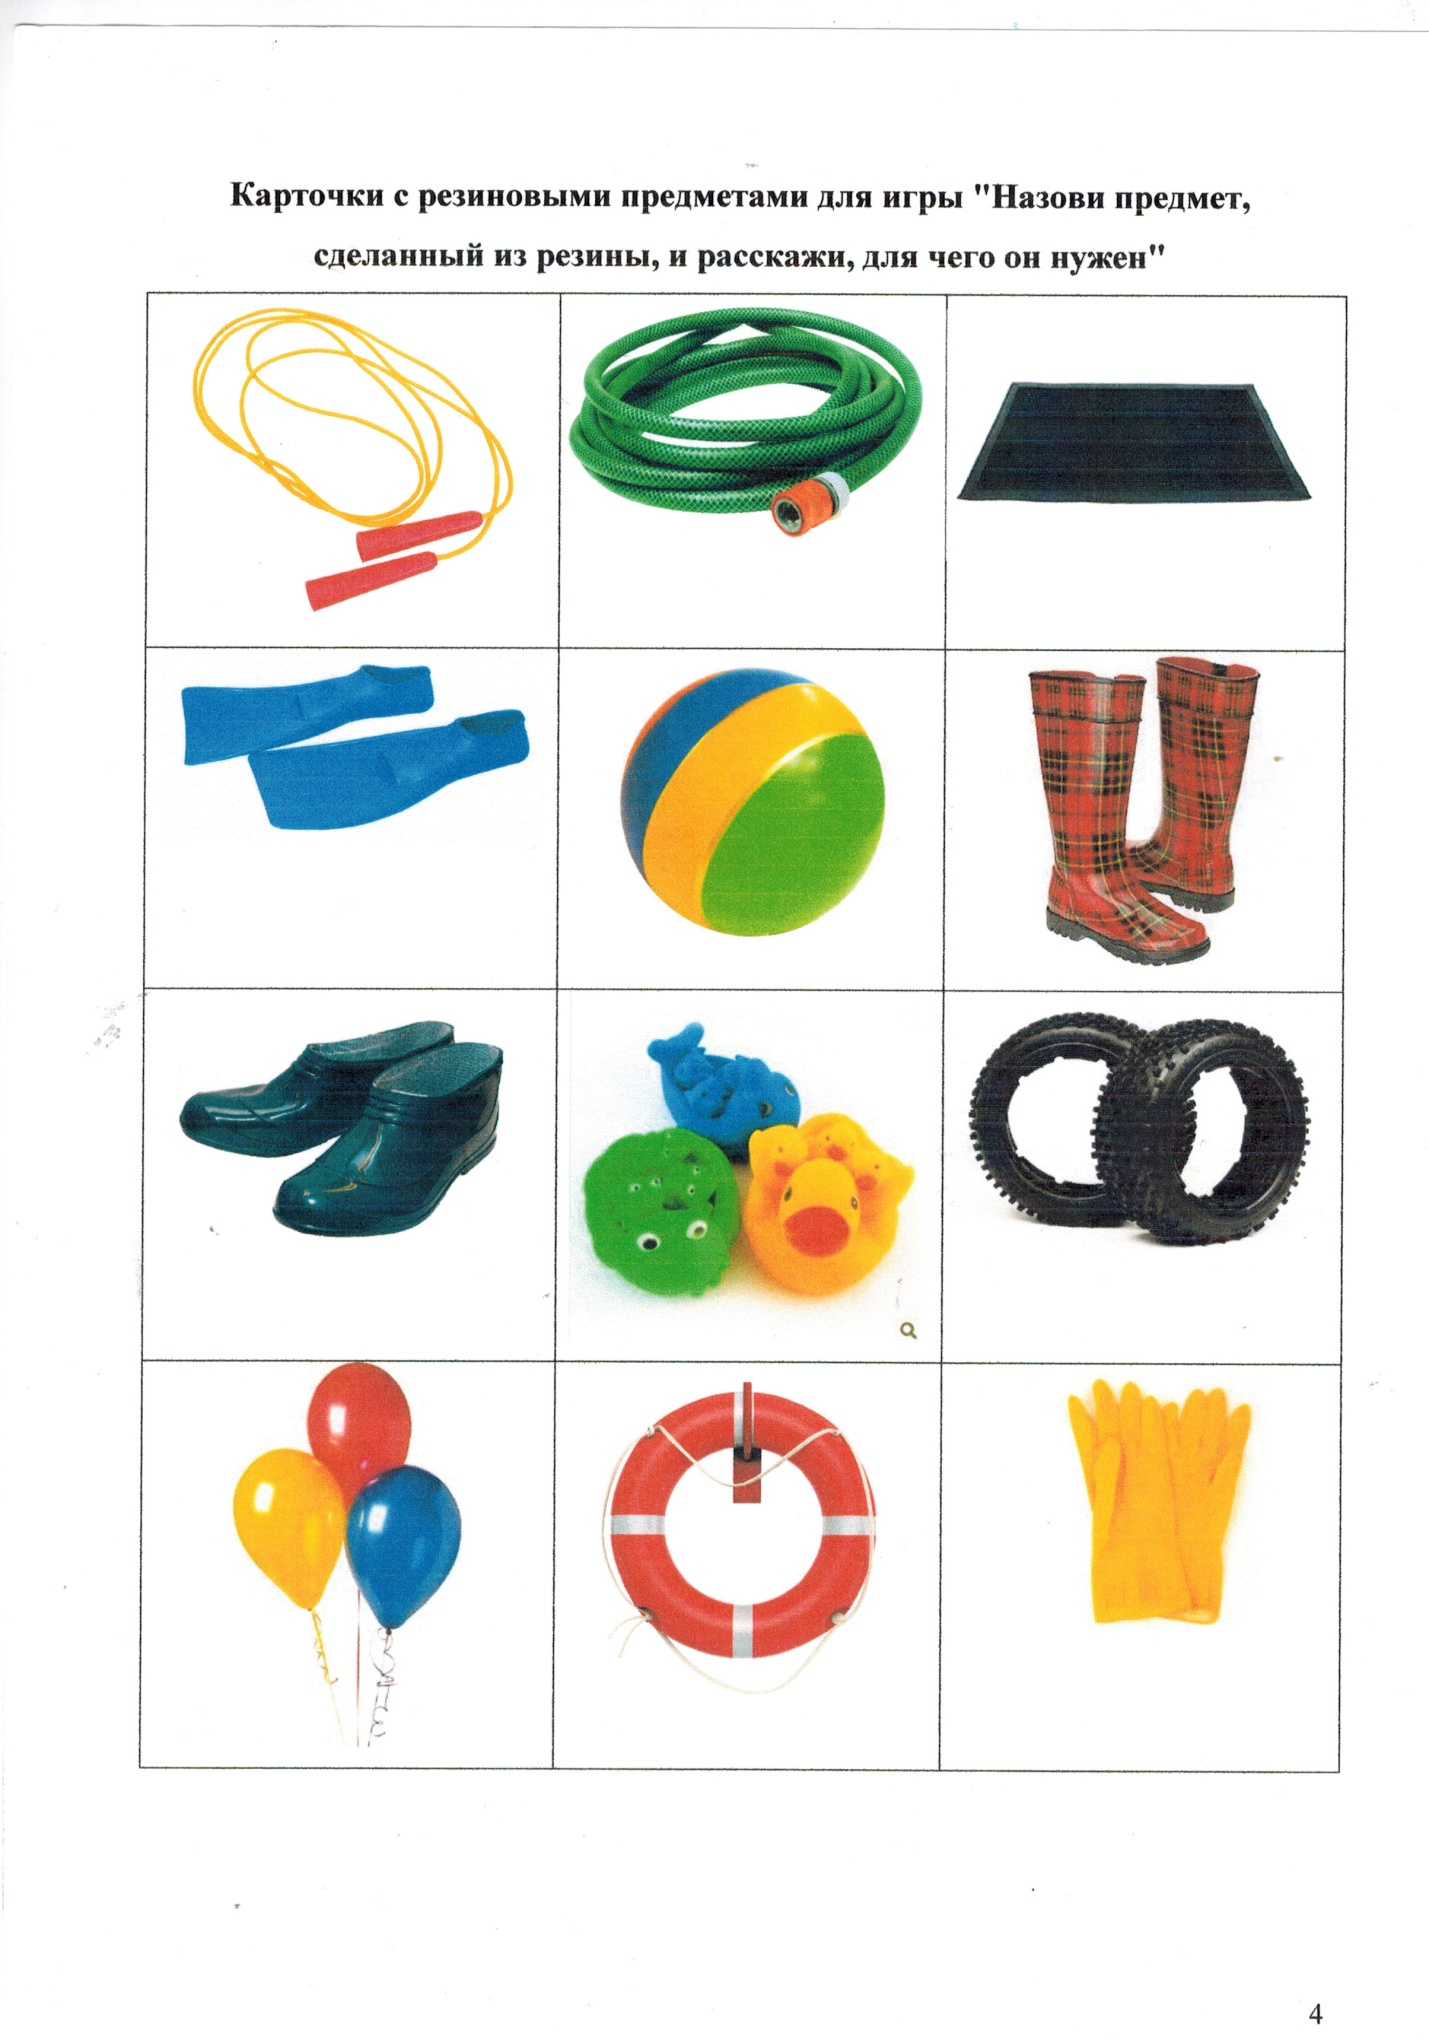 Карточки с резиновыми предметами для игры "Назови предмет,
сделанный из резины, и расскажи, для чего он нужен"
4